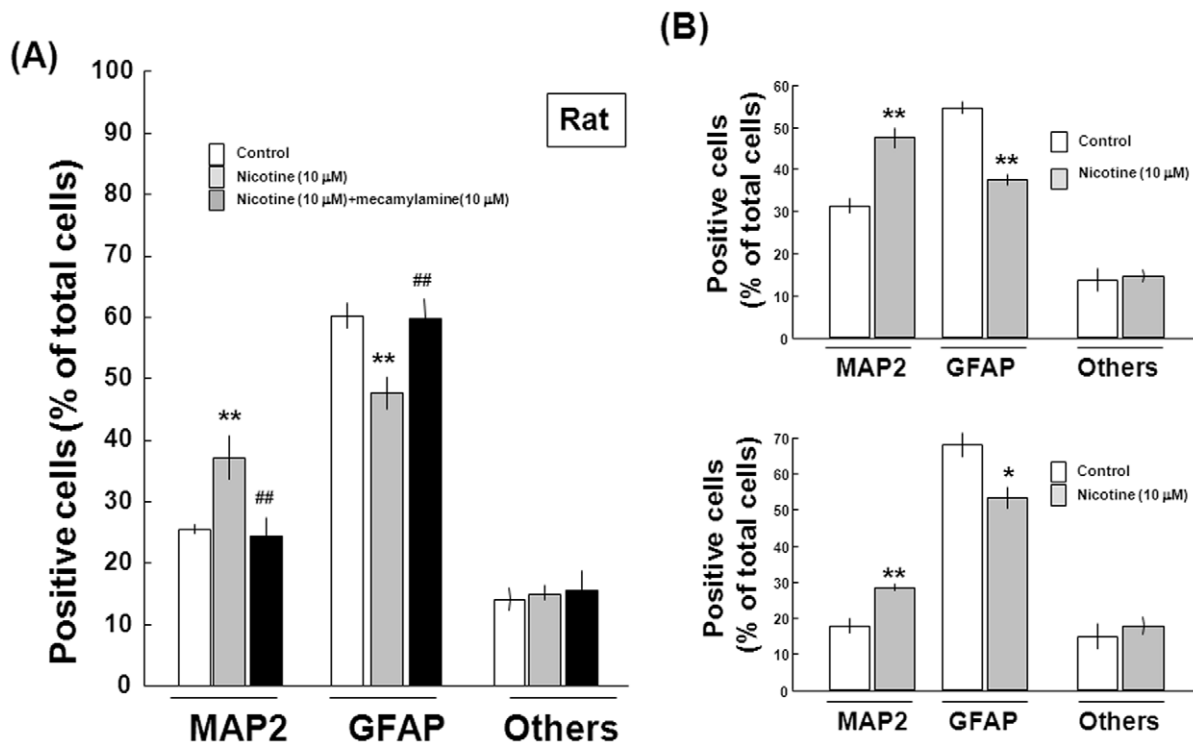 (A)
Positive cells (% of total cells)
100
90
80
70
60
50
40
30
20
10
0
Rat
Control
Nicotine (10 μM)
Nicotine (10 μM)+mecamylamine(10 μM)
**
##
**
##
MAP2
GFAP
Others
(B)
Positive cells
(% of total cells)
60
50
40
30
20
10
0
**
**
Control
Nicotine (10 μM)
MAP2
GFAP
Others
Positive cells
(% of total cells)
70
60
50
40
30
20
10
0
**
*
Control
Nicotine (10 μM)
MAP2
GFAP
Others